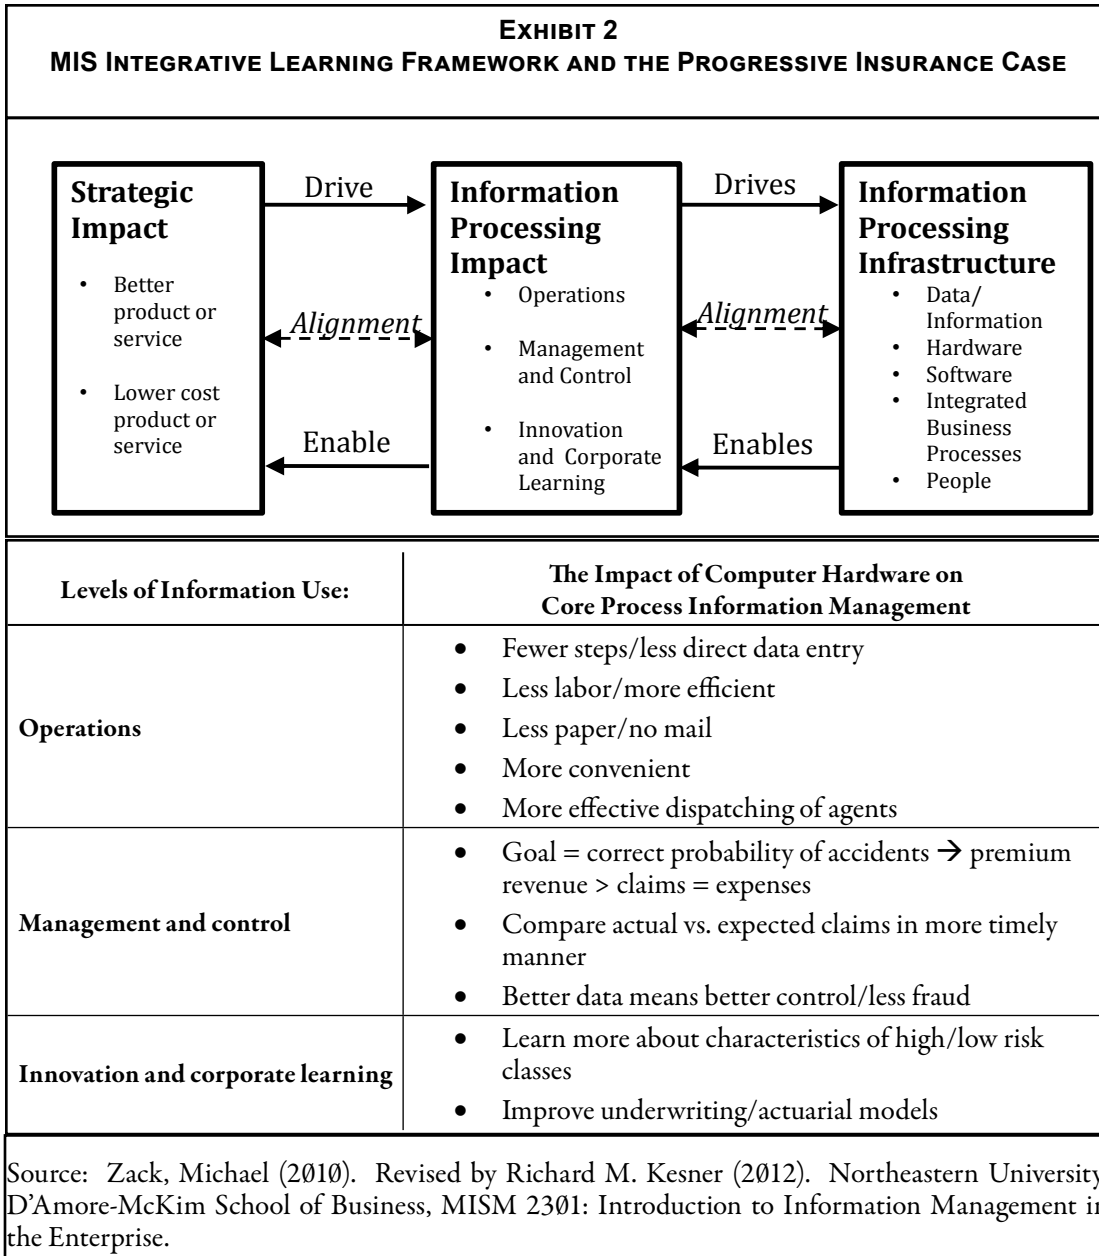 EXHIBIT 2
MIS INTEGRATIVE LEARNING FRAMEWORK AND THE PROGRESSIVE INSURANCE CASE
Strategic
Impact
• Better
product or
service
• Lower cost
product or
service
Drive
Alignment
Enable
Information
Processing
Impact
• Operations
• Management
and Control
• Innovation
and Corporate
Learning
Drives
Alignment
Enables
Information
Processing
Infrastructure
• Data/
Information
• Hardware
• Software
• Integrated
Business
Processes
• People
Levels of Information Use:
The Impact of Computer Hardware on
Core Process Information Management
Operations
• Fewer steps/less direct data entry
• Less labor/more efficient
• Less paper/no mail
• More convenient
• More effective dispatching of agents
Management and control
• Goal = correct probability of accidents → premium
revenue > claims = expenses
• Compare actual vs. expected claims in more timely
manner
• Better data means better control/less fraud
Innovation and corporate learning
• Learn more about characteristics of high/low risk
classes
• Improve underwriting/actuarial models
Source: Zack, Michael (2010). Revised by Richard M. Kesner (2012). Northeastern University
D'Amore-McKim School of Business, MISM 2301: Introduction to Information Management in
the Enterprise.